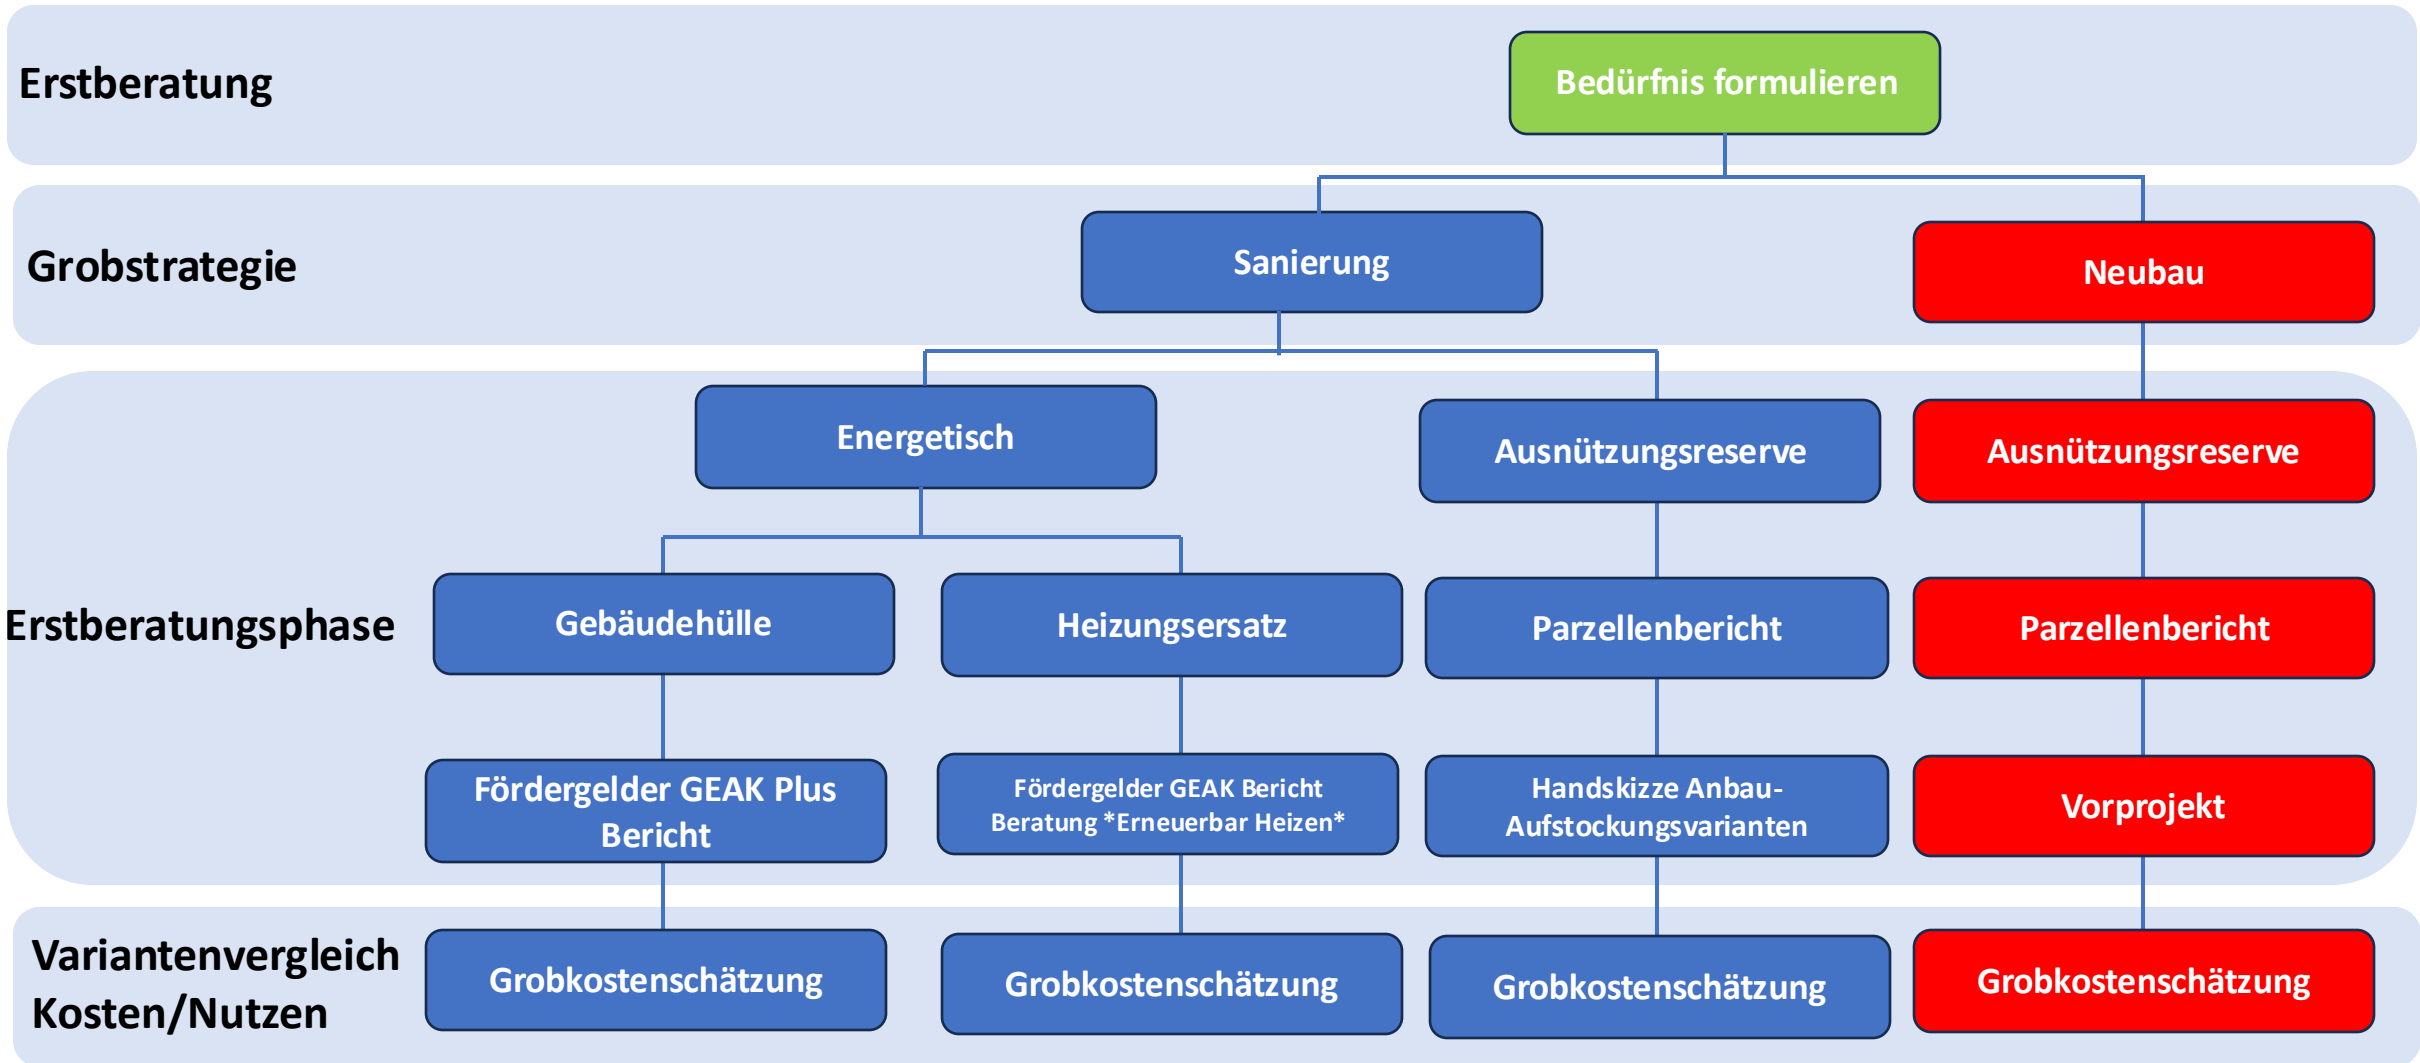 Erstberatung
Bedürfnis formulieren
Grobstrategie
Sanierung
Neubau
Erstberatungsphase
Energetisch
Ausnützungsreserve
Ausnützungsreserve
Gebäudehülle
Heizungsersatz
Parzellenbericht
Parzellenbericht
Fördergelder GEAK Plus
Bericht
Fördergelder GEAK Bericht
Beratung *Erneuerbar Heizen*
Handskizze Anbau-
Aufstockungsvarianten
Vorprojekt
Variantenvergleich
Kosten/Nutzen
Grobkostenschätzung
Grobkostenschätzung
Grobkostenschätzung
Grobkostenschätzung